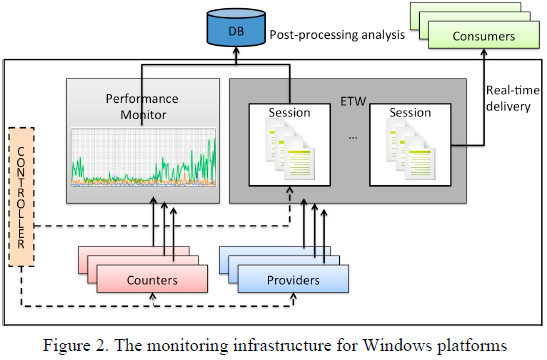 DB
Post-processing analysis
Consumers
Performance
Monitor
ETW
Session
...
Session
Real-time
delivery
CONTROLLER
Counters
Providers
Figure 2. The monitoring infrastructure for Windows platforms